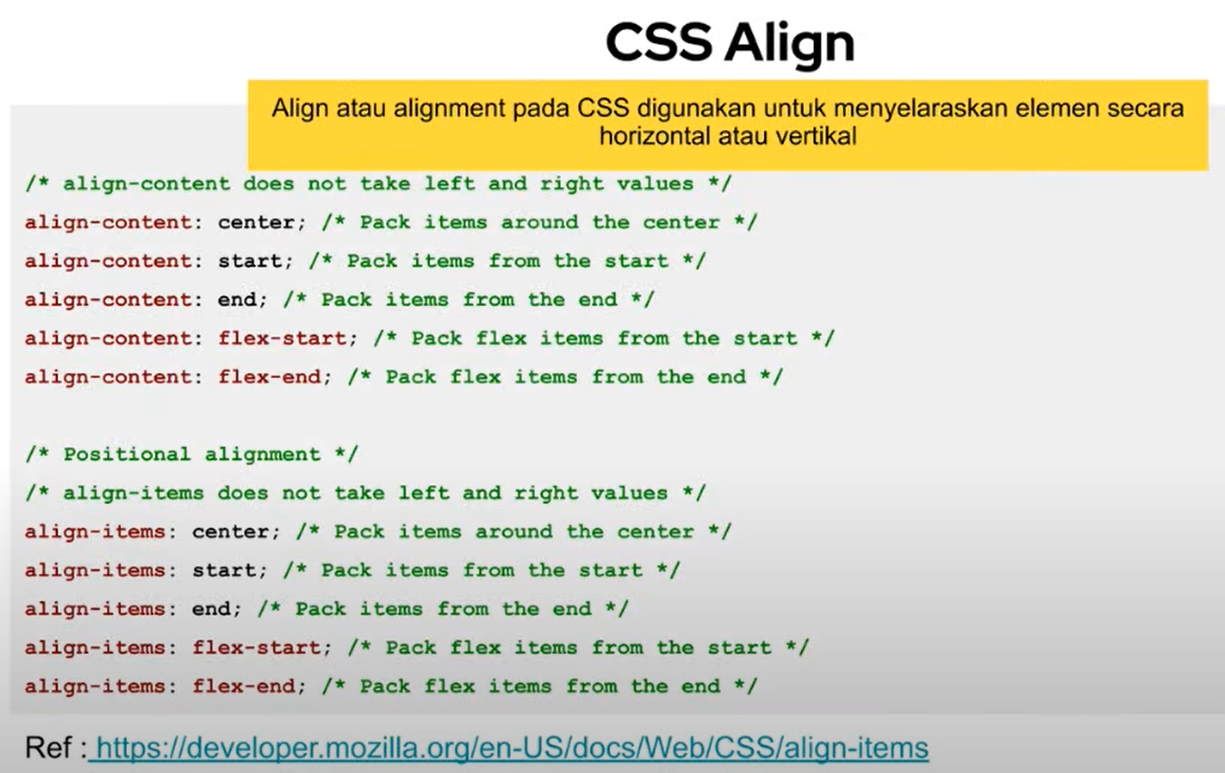 CSS Align
Align atau alignment pada CSS digunakan untuk menyelaraskan elemen secara
horizontal atau vertikal
/* align-content does not take left and right values */
align-content: center; /* Pack items around the center */
align-content: start; /* Pack items from the start */
align-content: end; /* Pack items from the end */
align-content: flex-start; /* Pack flex items from the start */
align-content: flex-end; /* Pack flex items from the end */
/* Positional alignment */
/* align-items does not take left and right values */
align-items: center; /* Pack items around the center */
align-items: start; /* Pack items from the start */
align-items: end; /* Pack items from the end */
align-items: flex-start; /* Pack flex items from the start */
align-items: flex-end; /* Pack flex items from the end */
Ref : https://developer.mozilla.org/en-US/docs/Web/CSS/align-items